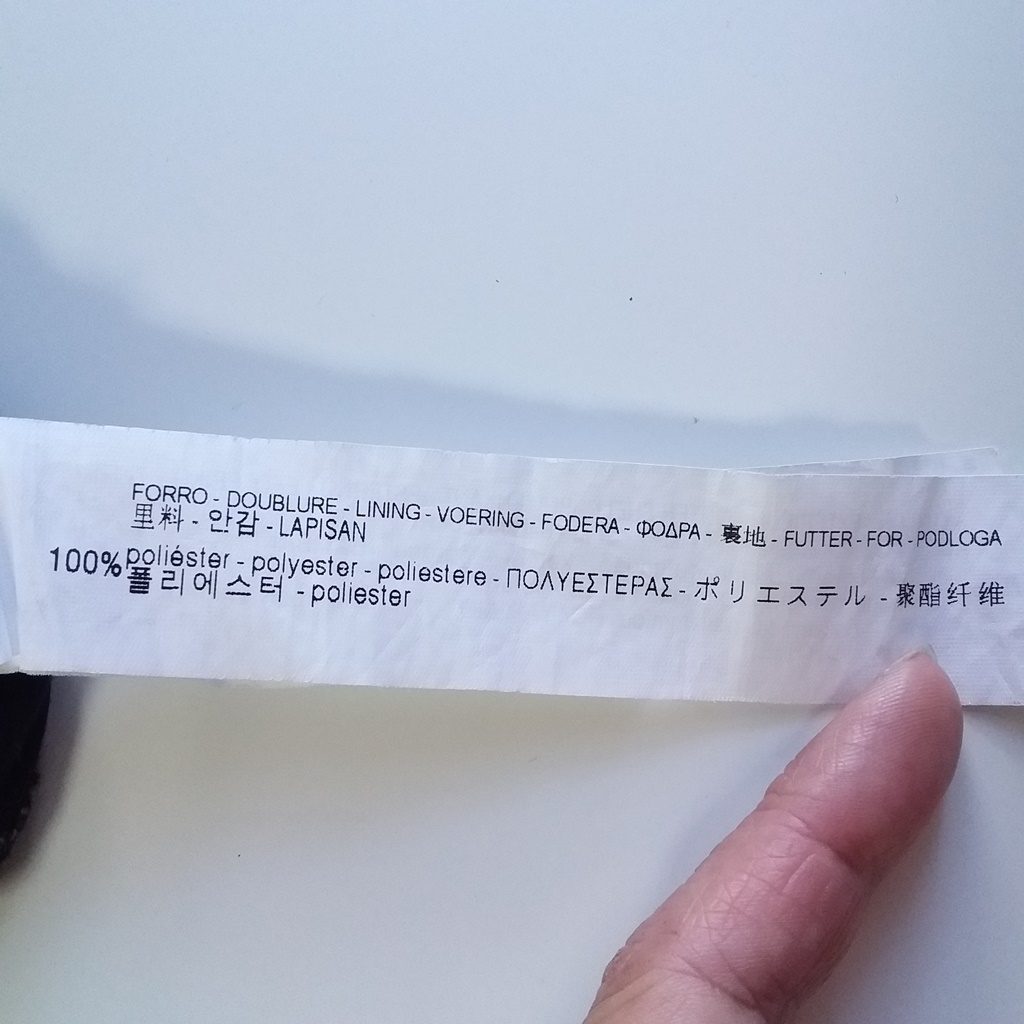 FORRO - DOUBLURE - LINING - VOERING - FODERA - ΦΟΔΡΑ - 裏地 - FUTTER - FOR - PODLOGA
里料 - 안감 - LAPISAN
100% poliéster - polyester - poliestere - ΠΟΛΥΕΣΤΕΡΑΣ - ポリエステル - 聚酯纤维
폴리에스터 - poliester